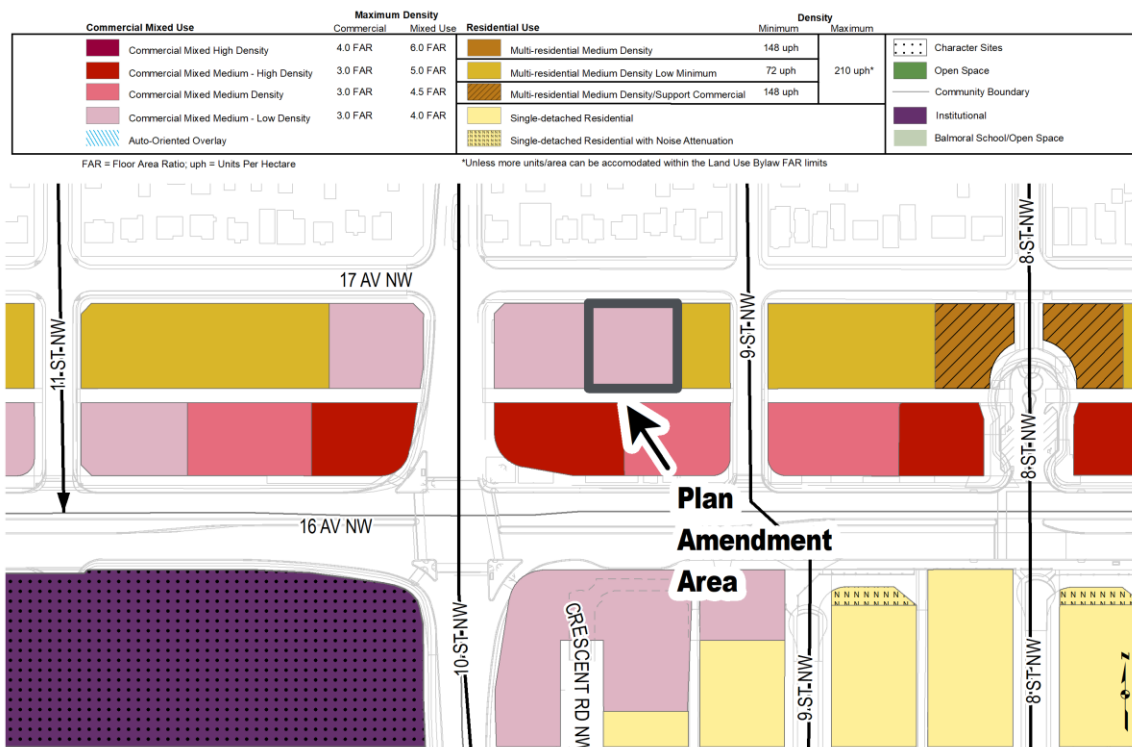 Maximum Density
Density
Commercial Mixed Use Commercial Mixed Use Residential Use Minimum Maximum
Commercial Mixed High Density 4.0 FAR 6.0 FAR Multi-residential Medium Density 148 uph Character Sites
Commercial Mixed Medium - High Density 3.0 FAR 5.0 FAR Multi-residential Medium Density Low Minimum 72 uph 210 uph* Open Space
Commercial Mixed Medium Density 3.0 FAR 4.5 FAR Multi-residential Medium Density/Support Commercial 148 uph Community Boundary
Commercial Mixed Medium - Low Density 3.0 FAR 4.0 FAR Single-detached Residential Institutional
Auto-Oriented Overlay Single-detached Residential with Noise Attenuation Balmoral School/Open Space
FAR = Floor Area Ratio; uph = Units Per Hectare *Unless more units/area can be accomodated within the Land Use Bylaw FAR limits
8 ST NW
17 AV NW
11 ST NW
9 ST NW
8 ST NW
8 ST NW
Plan
Amendment
Area
16 AV NW
N N N N N N N
N N N N N N
CRESCENT RD NW
10 ST NW
9 ST NW
8 ST NW
N